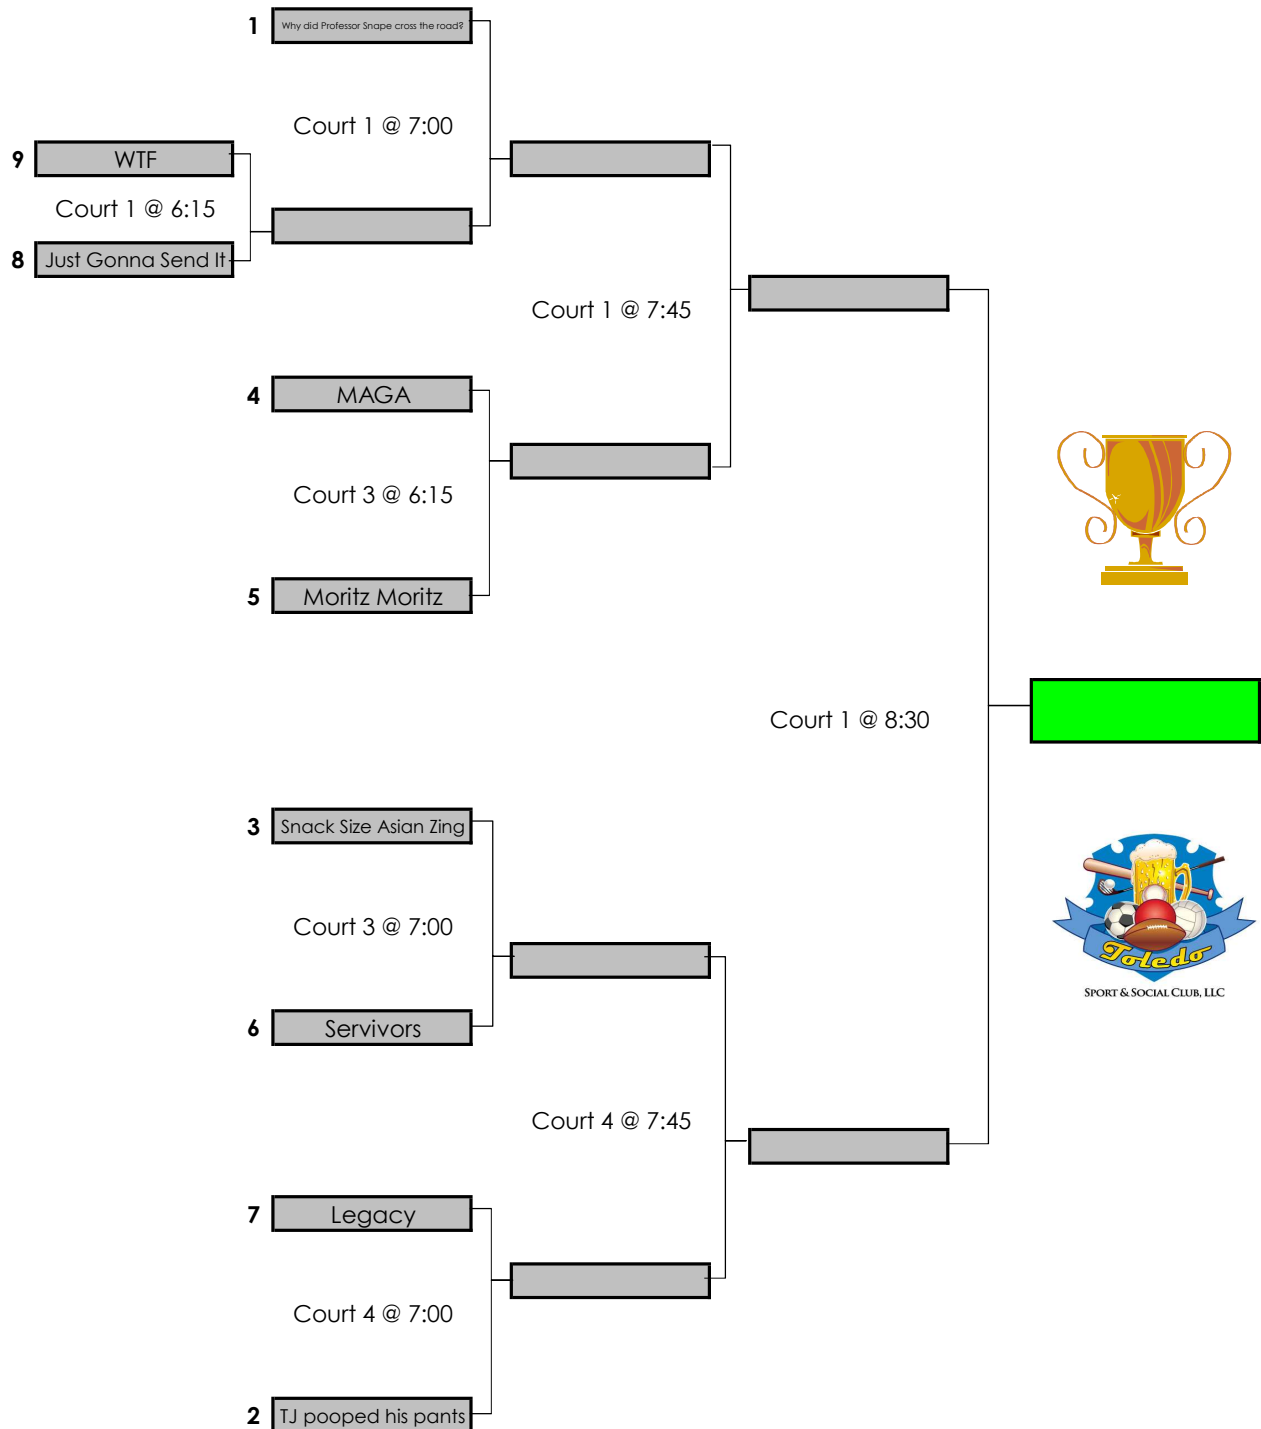 1 Why did Professor Snape cross the road?
Court 1 @ 7:00
9 WTF
Court 1 @ 6:15
8 Just Gonna Send It
Court 1 @ 7:45
4 MAGA
Court 3 @ 6:15
5 Moritz Moritz
Court 1 @ 8:30
3 Snack Size Asian Zing
Court 3 @ 7:00
6 Servivors
Court 4 @ 7:45
7 Legacy
Court 4 @ 7:00
2 TJ pooped his pants
Toledo
SPORT & SOCIAL CLUB, LLC